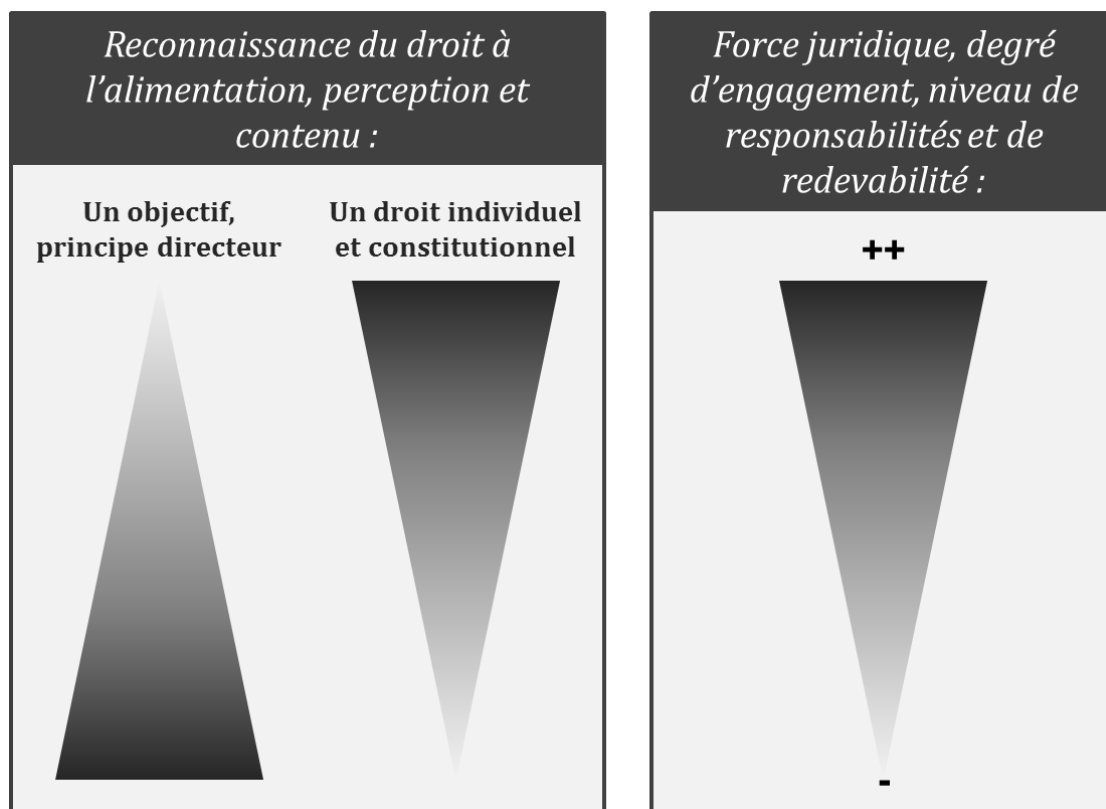 Reconnaissance du droit à
l’alimentation, perception et
contenu :
Un objectif,
principe directeur
Un droit individuel
et constitutionnel
Force juridique, degré
d’engagement, niveau de
responsabilités et de
redevabilité :
++
-